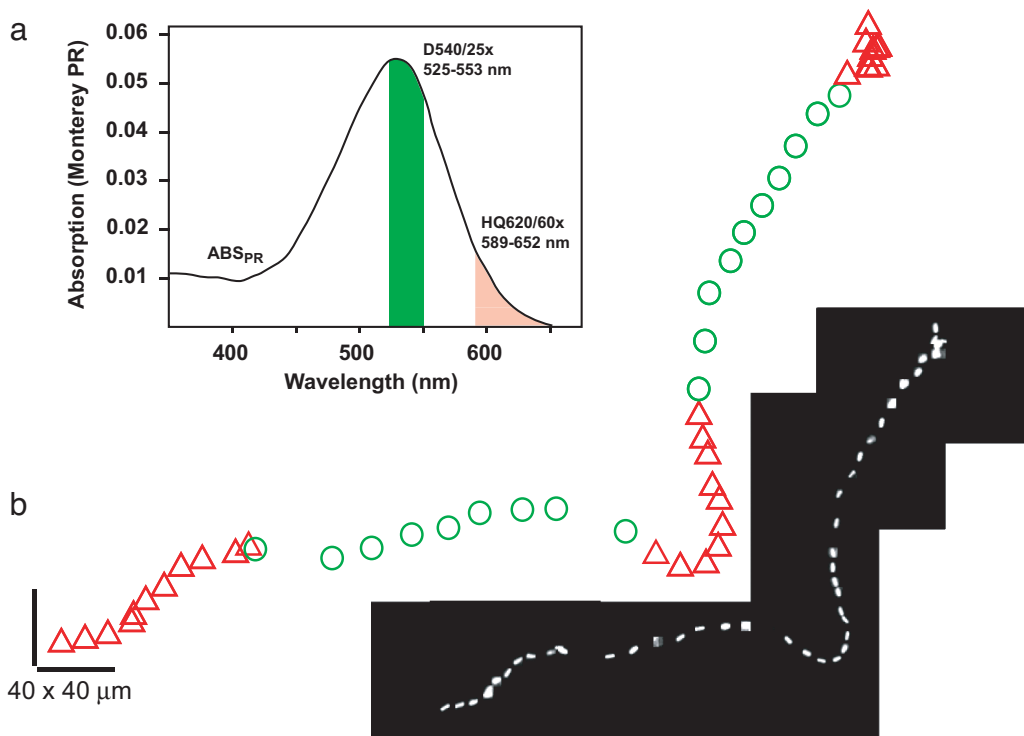 a
0.06
0.05
0.04
0.03
0.02
0.01
Absorption (Monterey PR)
D540/25x
525-553 nm
HQ620/60x
589-652 nm
ABSPR
400
500
600
Wavelength (nm)
b
40 x 40 μm